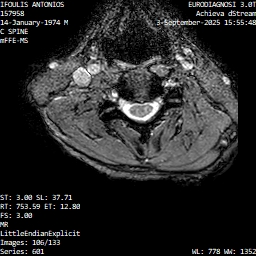 IFOULIS ANTONIOS
157958
14-January-1974 M
C SPINE
mFFE-MS
EURODIAGNOSI 3.0T
Achieva dStream
3-September-2025 15:55:48
ST: 3.00 SL: 37.71
RT: 753.59 ET: 12.80
FS: 3.00
MR
LittleEndianExplicit
Images: 106/133
Series: 601
WL: 778 WW: 1352